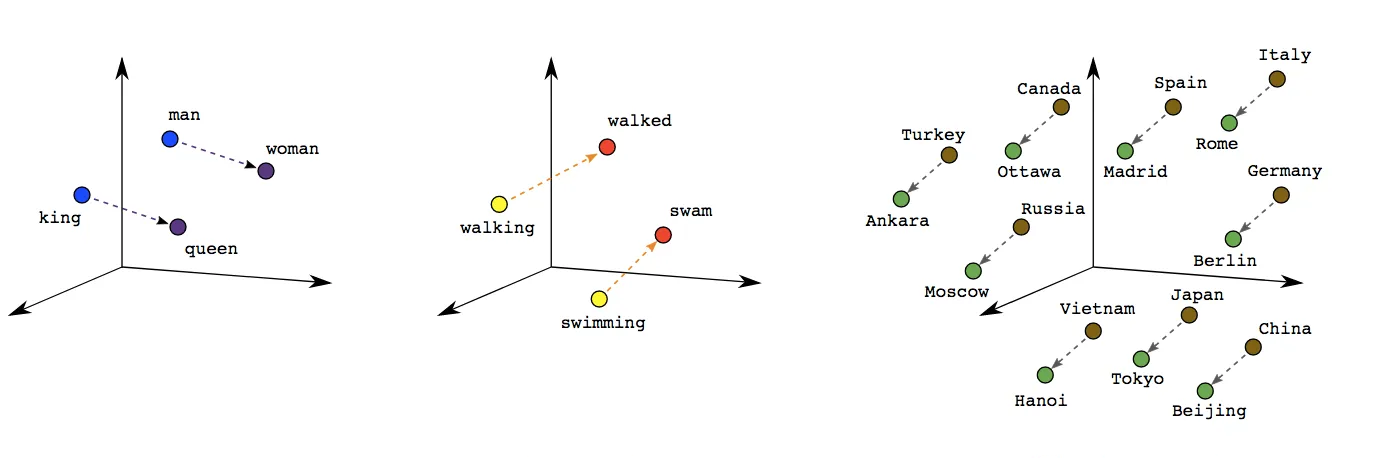 man
woman
king
queen
walked
walking
swam
swimming
Italy
Spain
Canada
Rome
Turkey
Ottawa
Madrid
Germany
Ankara
Russia
Berlin
Moscow
Japan
Vietnam
China
Tokyo
Hanoi
Beijing